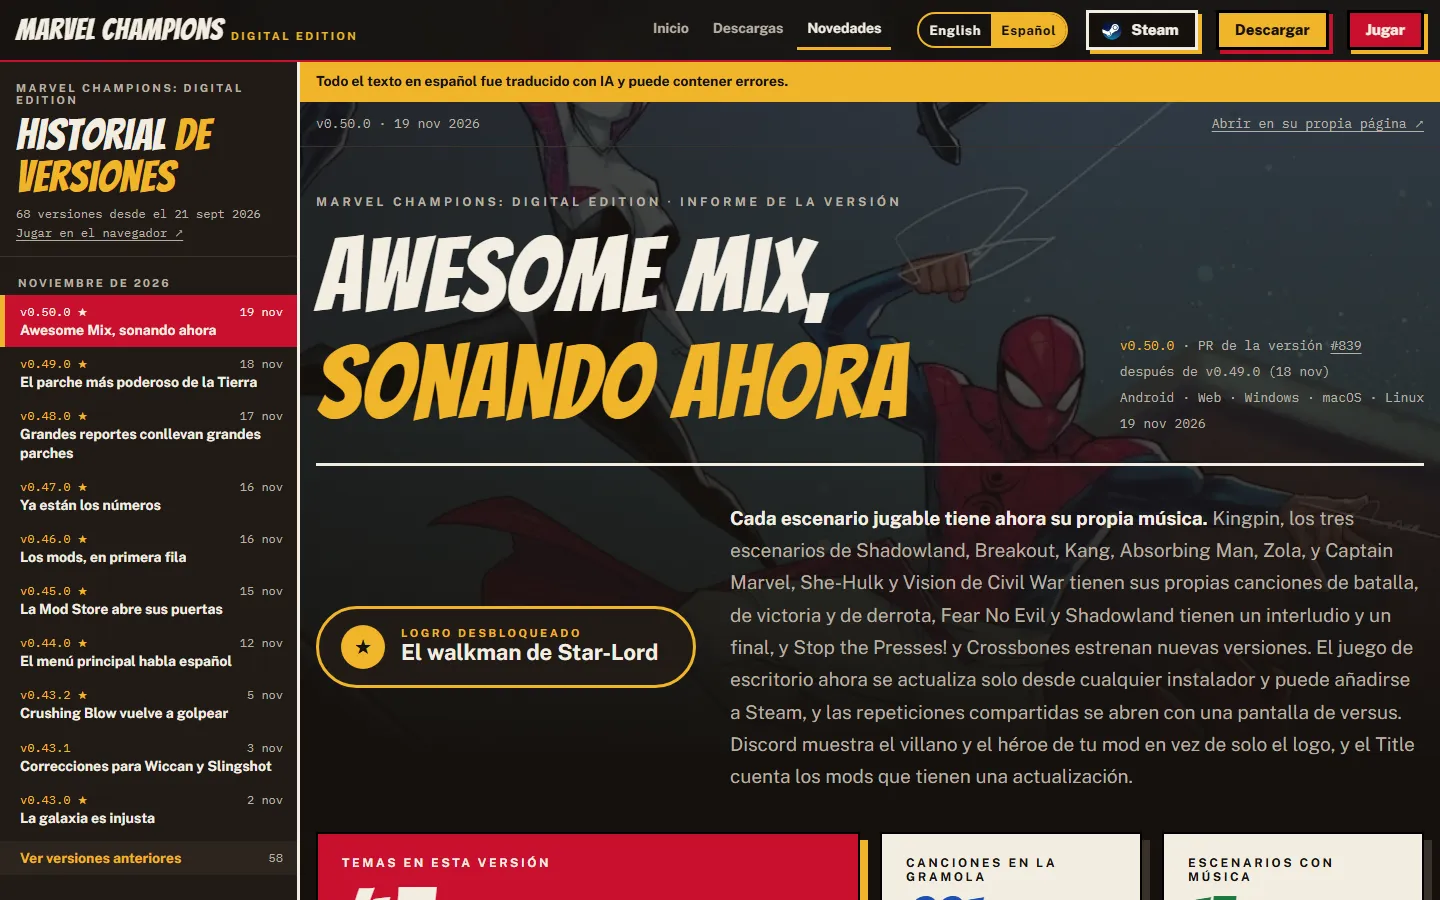 MARVEL CHAMPIONS DIGITAL EDITION
Inicio
Descargas
Novedades
English
Español
Steam
Descargar
Jugar
MARVEL CHAMPIONS: DIGITAL
EDITION
HISTORIAL DE
VERSIONES
68 versiones desde el 21 sept 2026
Jugar en el navegador ↗
NOVIEMBRE DE 2026
v0.50.0 ★ 19 nov
Awesome Mix, sonando ahora
v0.49.0 ★ 18 nov
El parche más poderoso de la Tierra
v0.48.0 ★ 17 nov
Grandes reportes conllevan grandes
parches
v0.47.0 ★ 16 nov
Ya están los números
v0.46.0 ★ 16 nov
Los mods, en primera fila
v0.45.0 ★ 15 nov
La Mod Store abre sus puertas
v0.44.0 ★ 12 nov
El menú principal habla español
v0.43.2 ★ 5 nov
Crushing Blow vuelve a golpear
v0.43.1 3 nov
Correcciones para Wiccan y Slingshot
v0.43.0 ★ 2 nov
La galaxia es injusta
Ver versiones anteriores 58
Todo el texto en español fue traducido con IA y puede contener errores.
v0.50.0 · 19 nov 2026
Abrir en su propia página ↗
MARVEL CHAMPIONS: DIGITAL EDITION · INFORME DE LA VERSIÓN
AWESOME MIX,
SONANDO AHORA
v0.50.0 · PR de la versión #839
después de v0.49.0 (18 nov)
Android · Web · Windows · macOS · Linux
19 nov 2026
LOGRO DESBLOQUEADO
El walkman de Star-Lord
Cada escenario jugable tiene ahora su propia música. Kingpin, los tres
escenarios de Shadowland, Breakout, Kang, Absorbing Man, Zola, y Captain
Marvel, She-Hulk y Vision de Civil War tienen sus propias canciones de batalla,
de victoria y de derrota, Fear No Evil y Shadowland tienen un interludio y un
final, y Stop the Presses! y Crossbones estrenan nuevas versiones. El juego de
escritorio ahora se actualiza solo desde cualquier instalador y puede añadirse
a Steam, y las repeticiones compartidas se abren con una pantalla de versus.
Discord muestra el villano y el héroe de tu mod en vez de solo el logo, y el Title
cuenta los mods que tienen una actualización.
TEMAS EN ESTA VERSIÓN
CANCIONES EN LA
GRAMOLA
ESCENARIOS CON
MÚSICA